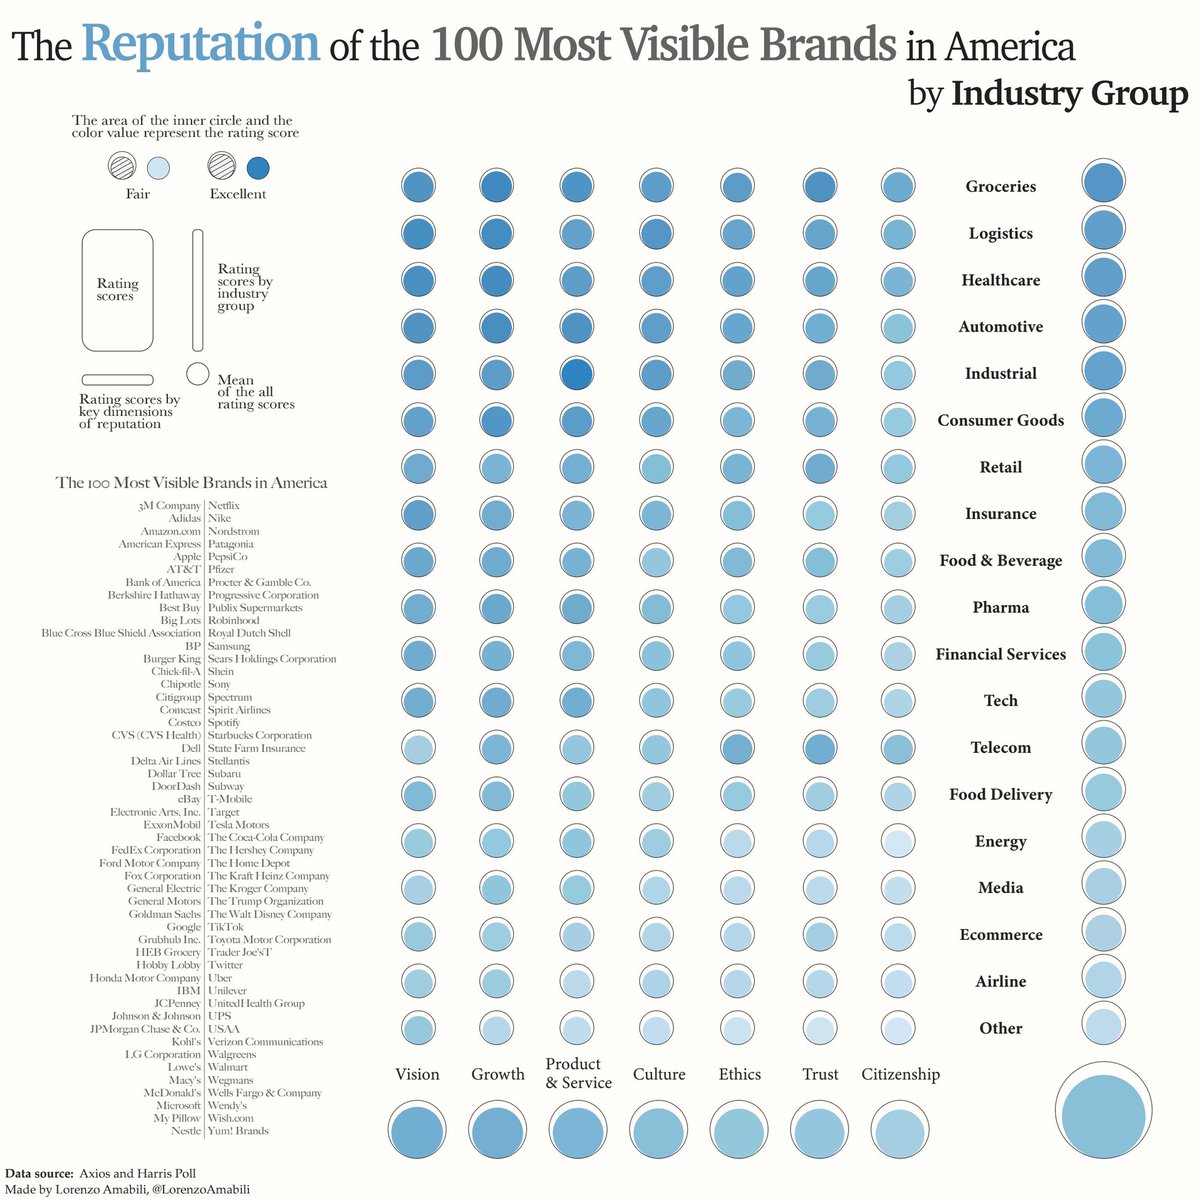 The Reputation of the 100 Most Visible Brands in America
by Industry Group
The area of the inner circle and the
color value represent the rating score
Fair
Excellent
Rating
scores
Rating
scores by
industry
group
Rating scores by
key dimensions
of reputation
Mean
of the all
rating scores
The 100 Most Visible Brands in America
3M Company Netflix
Adidas Nike
Amazon.com Nordstrom
American Express Patagonia
Apple PepsiCo
AT&T Pfizer
Bank of America Procter & Gamble Co.
Berkshire Hathaway Progressive Corporation
Best Buy Publix Supermarkets
Big Lots Robinhood
Blue Cross Blue Shield Association Royal Dutch Shell
BP Samsung
Burger King Sears Holdings Corporation
Chick-fil-A Shein
Chipotle Sony
Citigroup Spectrum
Comcast Spirit Airlines
Costco Spotify
CVS (CVS Health) Starbucks Corporation
Dell State Farm Insurance
Delta Air Lines Stellantis
Dollar Tree Subaru
DoorDash Subway
eBay T-Mobile
Electronic Arts, Inc. Target
ExxonMobil Tesla Motors
Facebook The Coca-Cola Company
FedEx Corporation The Hershey Company
Ford Motor Company The Home Depot
Fox Corporation The Kraft Heinz Company
General Electric The Kroger Company
General Motors The Trump Organization
Goldman Sachs The Walt Disney Company
Google TikTok
Grubhub Inc. Toyota Motor Corporation
HEB Grocery Trader Joe'sT
Hobby Lobby Twitter
Honda Motor Company Uber
IBM Unilever
JCPenney UnitedHealth Group
Johnson & Johnson UPS
JPMorgan Chase & Co. USAA
Kohl's Verizon Communications
LG Corporation Walgreens
Lowe's Walmart
Macy's Wegmans
McDonald's Wells Fargo & Company
Microsoft Wendy's
My Pillow Wish.com
Nestle Yum! Brands
Groceries
Logistics
Healthcare
Automotive
Industrial
Consumer Goods
Retail
Insurance
Food & Beverage
Pharma
Financial Services
Tech
Telecom
Food Delivery
Energy
Media
Ecommerce
Airline
Other
Vision Growth Product
& Service Culture Ethics Trust Citizenship
Data source: Axios and Harris Poll
Made by Lorenzo Amabili, @LorenzoAmabili